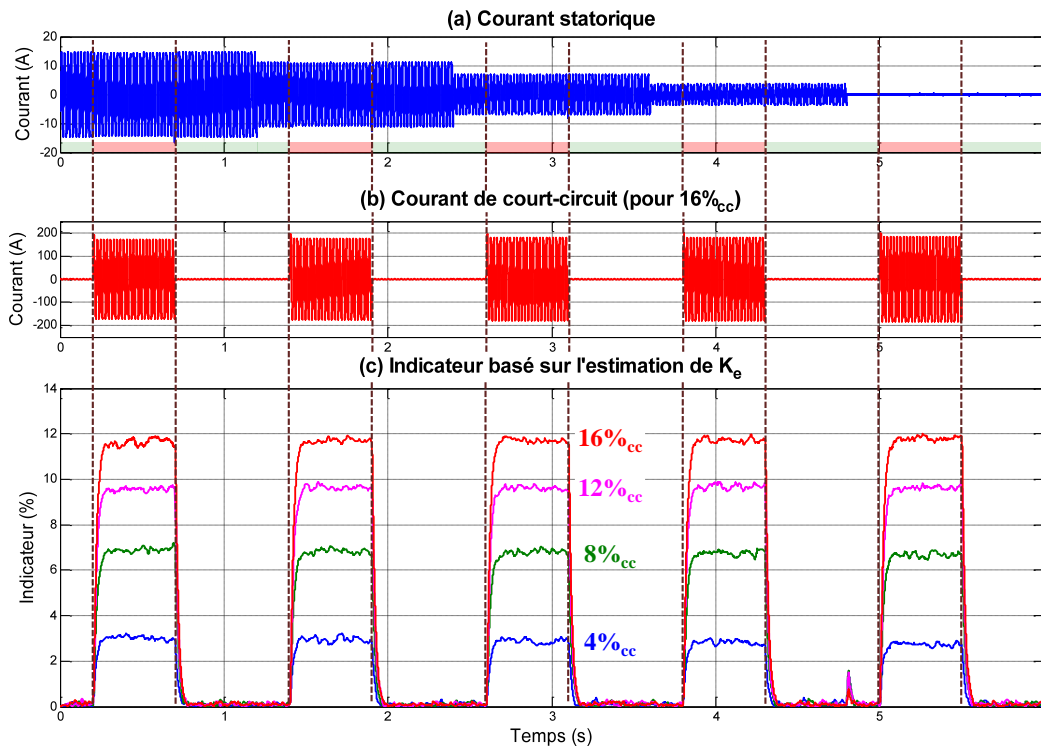 (a) Courant statorique
Courant (A)
20
10
0
-10
-20
0 1 2 3 4 5
(b) Courant de court-circuit (pour 16%cc)
Courant (A)
200
100
0
-100
-200
0 1 2 3 4 5
(c) Indicateur basé sur l'estimation de Ke
Indicateur (%)
14
12
10
8
6
4
2
0
16%cc
12%cc
8%cc
4%cc
0 1 2 3 4 5
Temps (s)